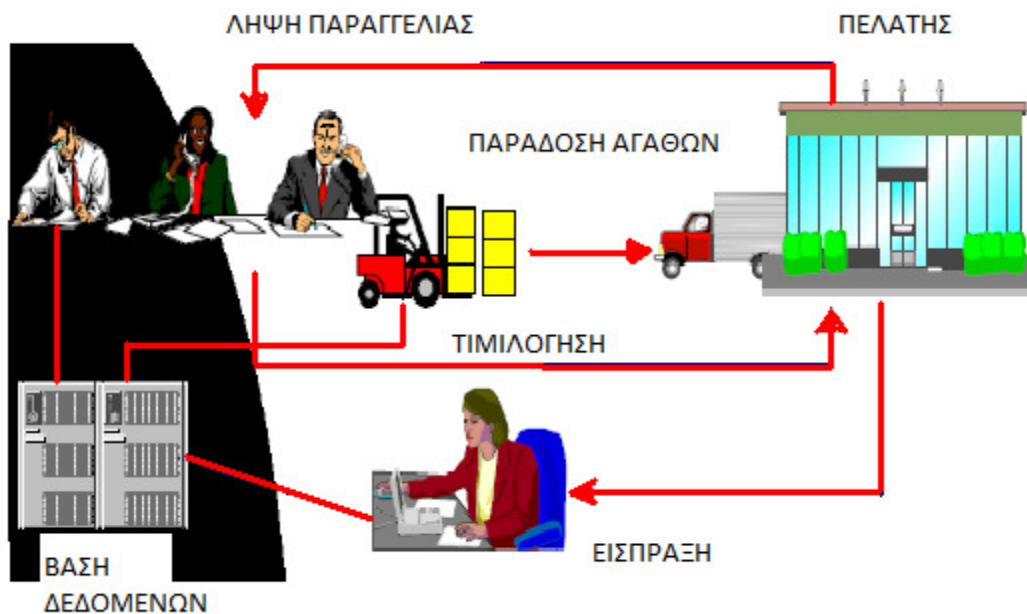 ΛΗΨΗ ΠΑΡΑΓΓΕΛΙΑΣ
ΠΕΛΑΤΗΣ
ΠΑΡΑΔΟΣΗ ΑΓΑΘΩΝ
ΤΙΜΙΛΟΓΗΣΗ
ΕΙΣΠΡΑΞΗ
ΒΑΣΗ
ΔΕΔΟΜΕΝΩΝ